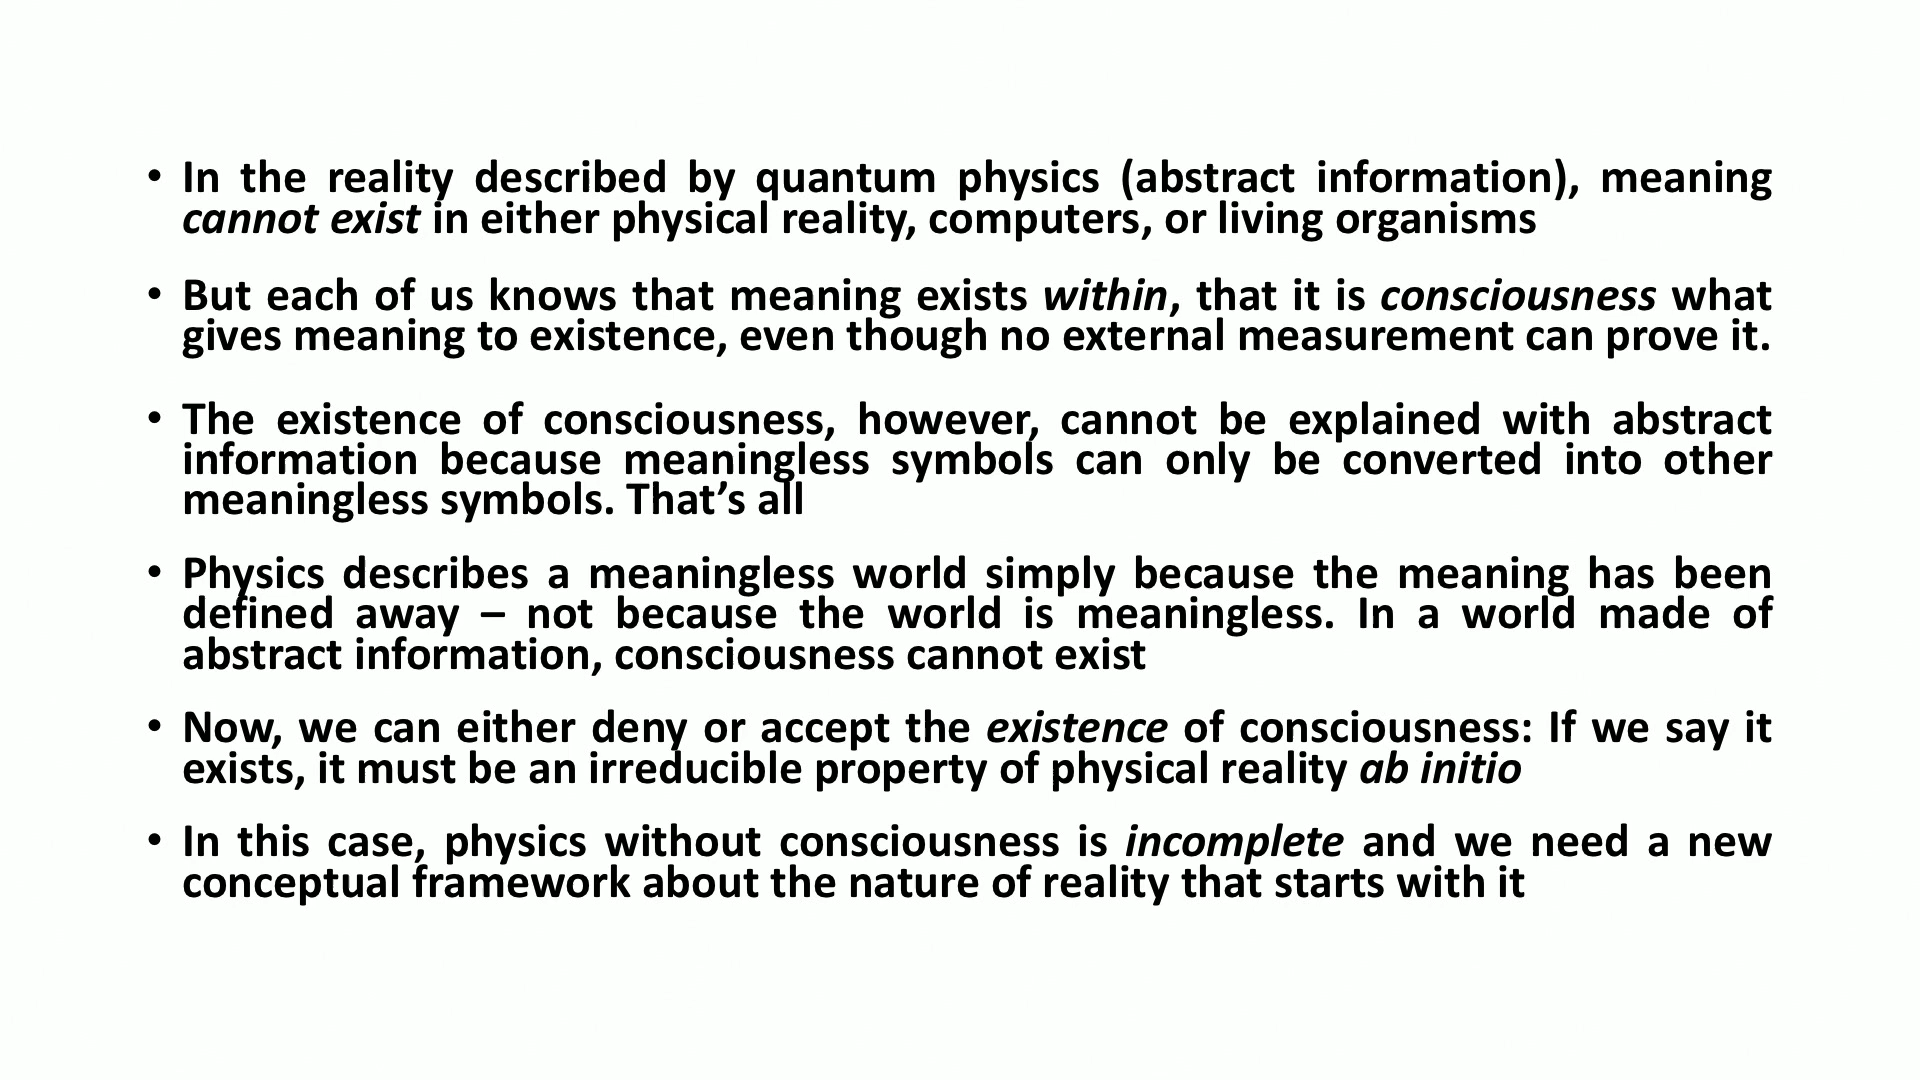 • In the reality described by quantum physics (abstract information), meaning
cannot exist in either physical reality, computers, or living organisms
• But each of us knows that meaning exists within, that it is consciousness what
gives meaning to existence, even though no external measurement can prove it.
• The existence of consciousness, however, cannot be explained with abstract
information because meaningless symbols can only be converted into other
meaningless symbols. That’s all
• Physics describes a meaningless world simply because the meaning has been
defined away – not because the world is meaningless. In a world made of
abstract information, consciousness cannot exist
• Now, we can either deny or accept the existence of consciousness: If we say it
exists, it must be an irreducible property of physical reality ab initio
• In this case, physics without consciousness is incomplete and we need a new
conceptual framework about the nature of reality that starts with it